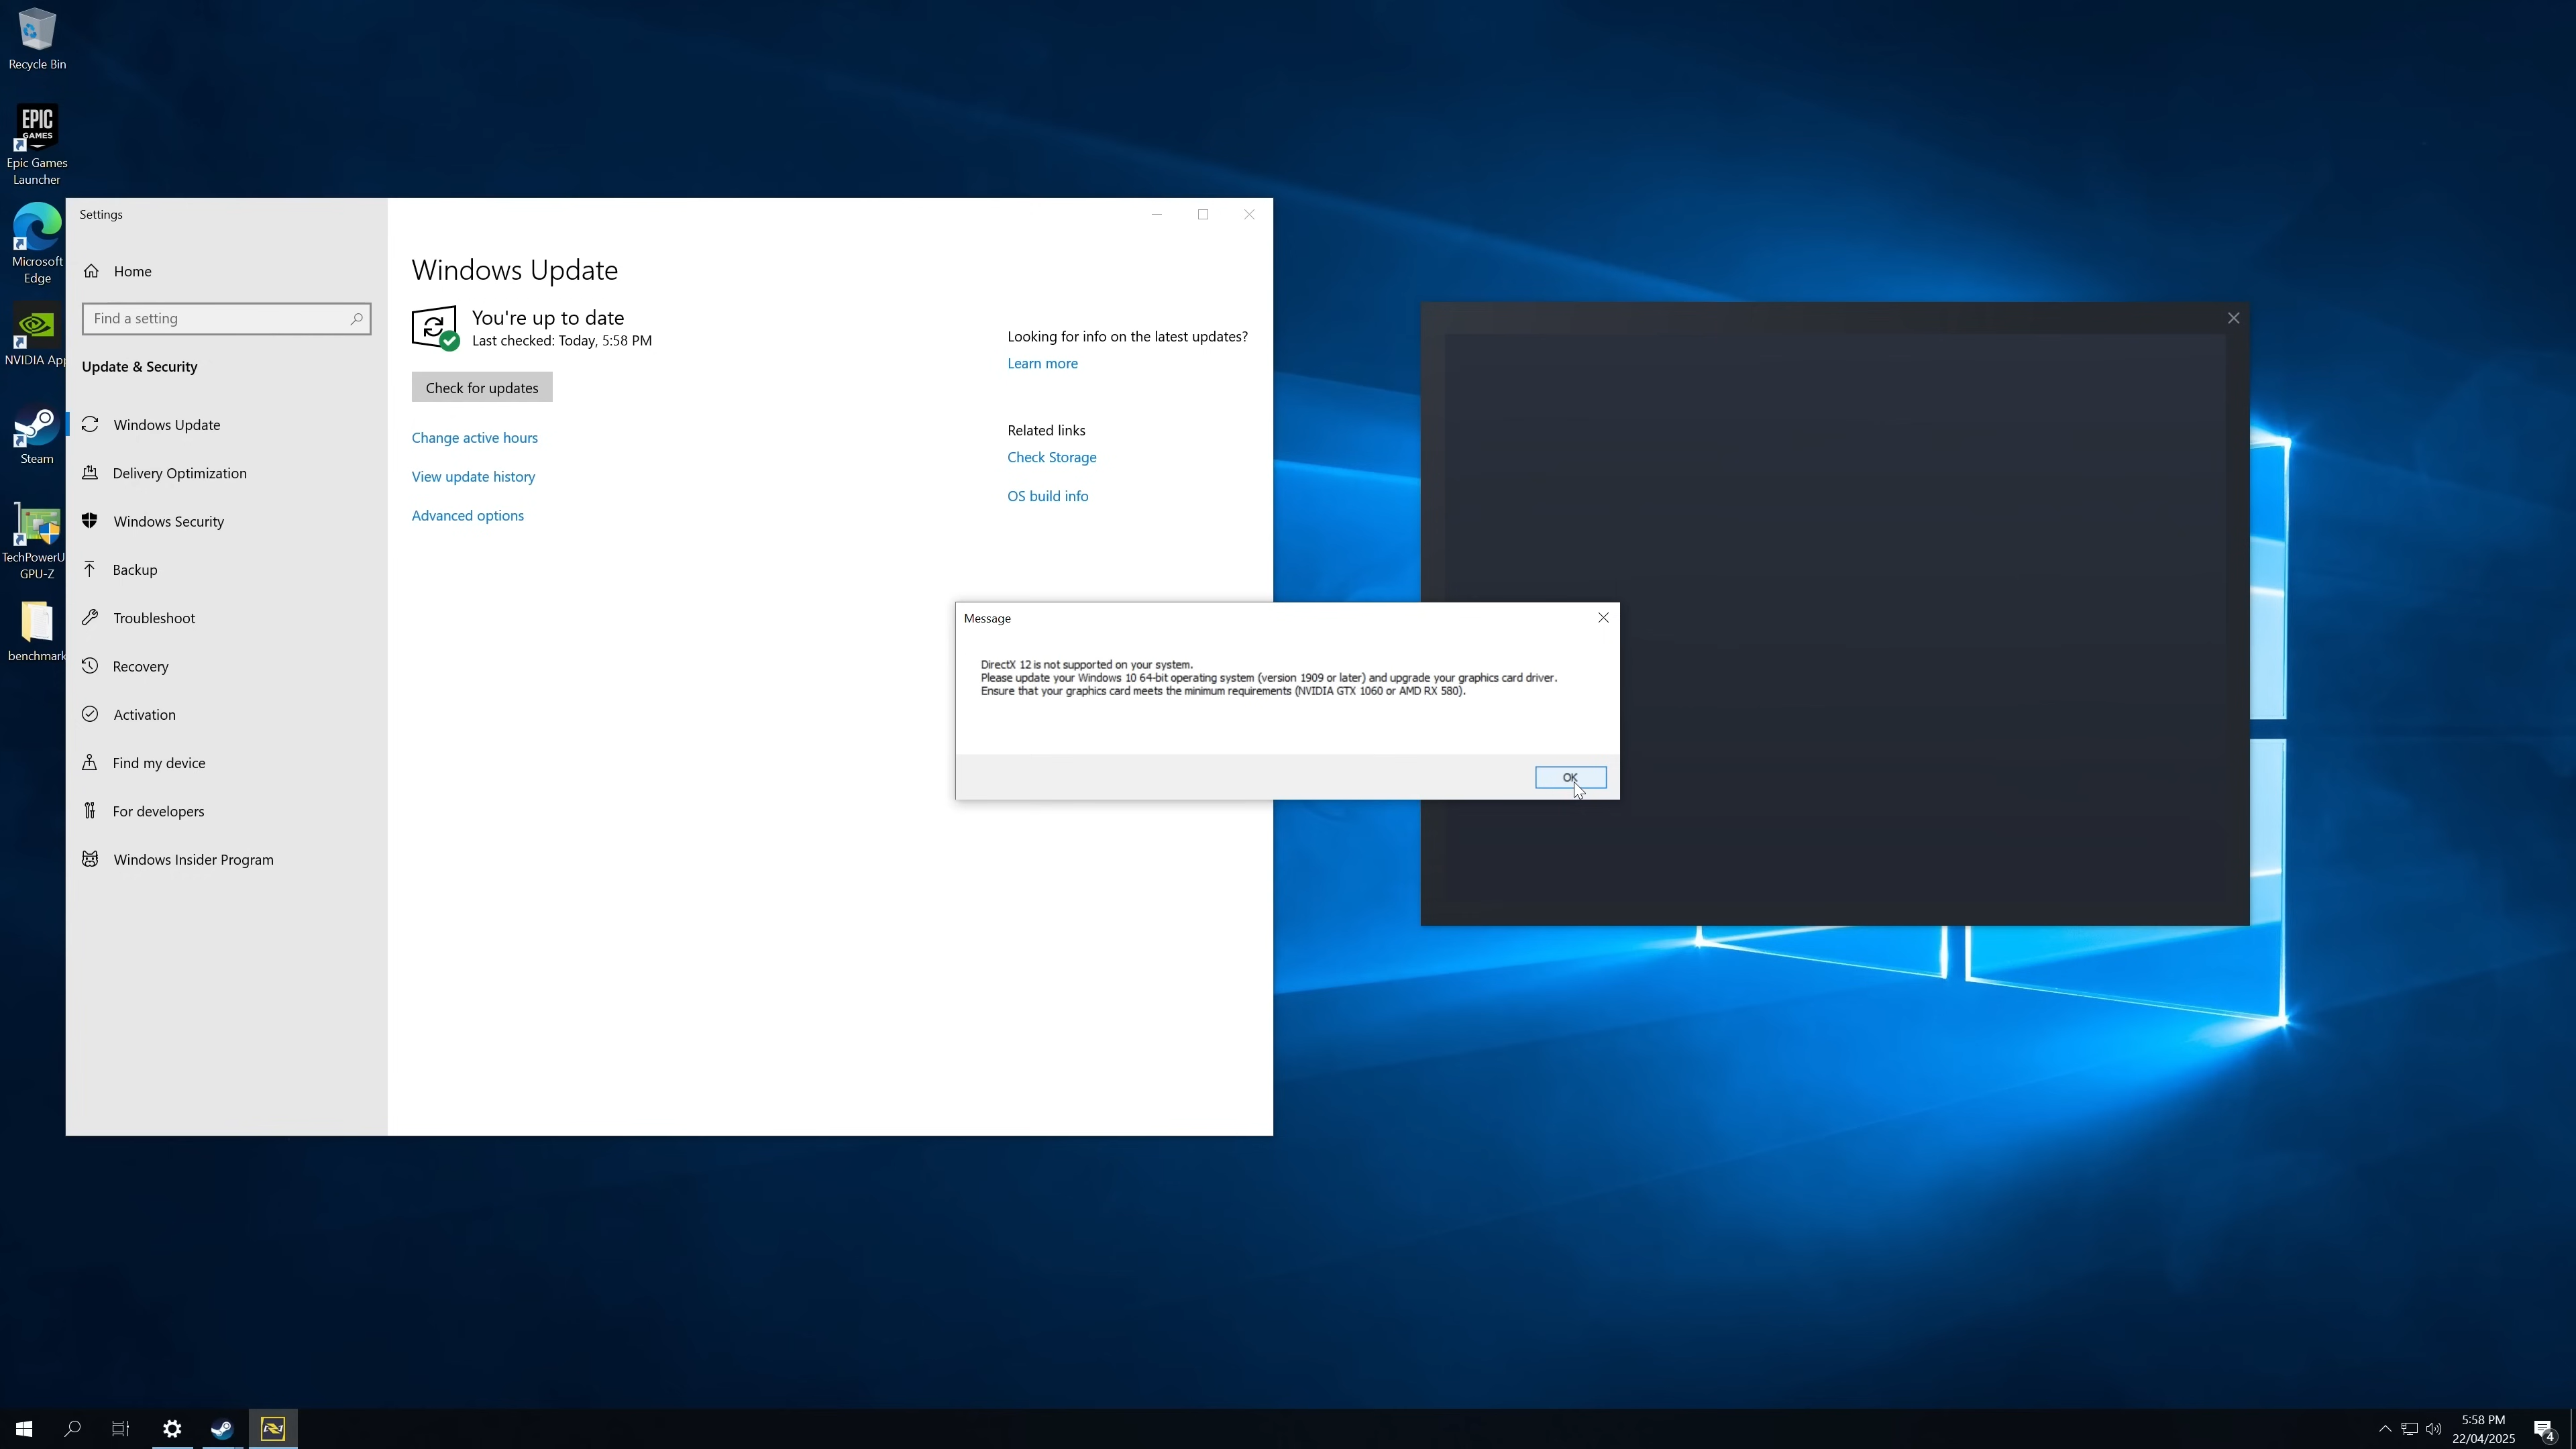 Recycle Bin
EPIC
GAMES
Epic Games
Launcher
Microsoft
Edge
NVIDIA App
Steam
TechPowerU
GPU-Z
benchmark
Settings
Home
Find a setting
Update & Security
Windows Update
Delivery Optimization
Windows Security
Backup
Troubleshoot
Recovery
Activation
Find my device
For developers
Windows Insider Program
Windows Update
You're up to date
Last checked: Today, 5:58 PM
Check for updates
Change active hours
View update history
Advanced options
Looking for info on the latest updates?
Learn more
Related links
Check Storage
OS build info
Message
DirectX 12 is not supported on your system.
Please update your Windows 10 64-bit operating system (version 1909 or later) and upgrade your graphics card driver.
Ensure that your graphics card meets the minimum requirements (NVIDIA GTX 1060 or AMD RX 580).
OK
5:58 PM
22/04/2025
4